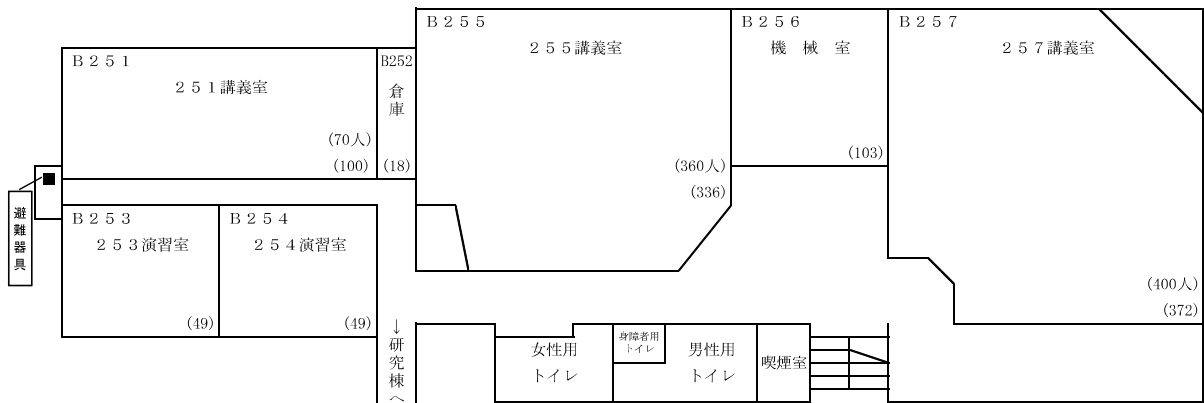 Ｂ２５１
２５１講義室
(70人)
(100)
B252
倉庫
(18)
Ｂ２５５
２５５講義室
(360人)
(336)
Ｂ２５６
機　械　室
(103)
Ｂ２５７
２５７講義室
(400人)
(372)
避難器具
Ｂ２５３
２５３演習室
(49)
Ｂ２５４
２５４演習室
(49)
↓研究棟へ
女性用
トイレ
身障者用
トイレ
男性用
トイレ
喫煙室